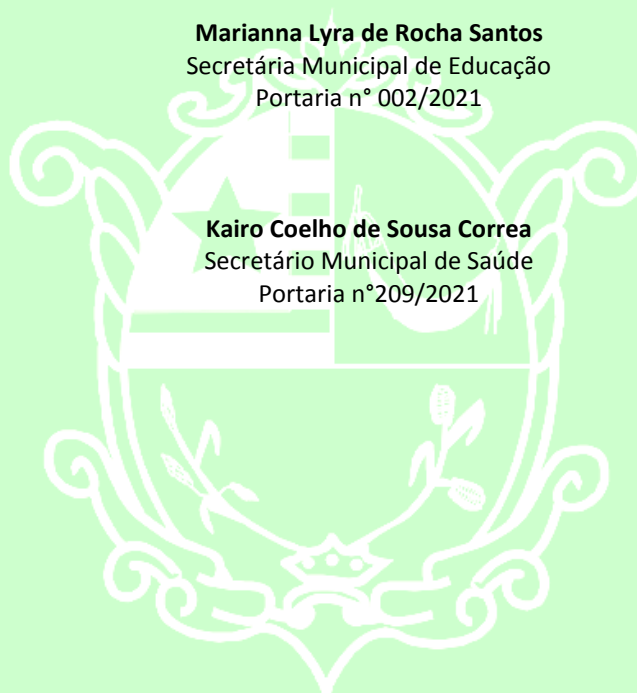 Marianna Lyra de Rocha Santos
Secretária Municipal de Educação
Portaria n° 002/2021
Kairo Coelho de Sousa Correa
Secretário Municipal de Saúde
Portaria n°209/2021